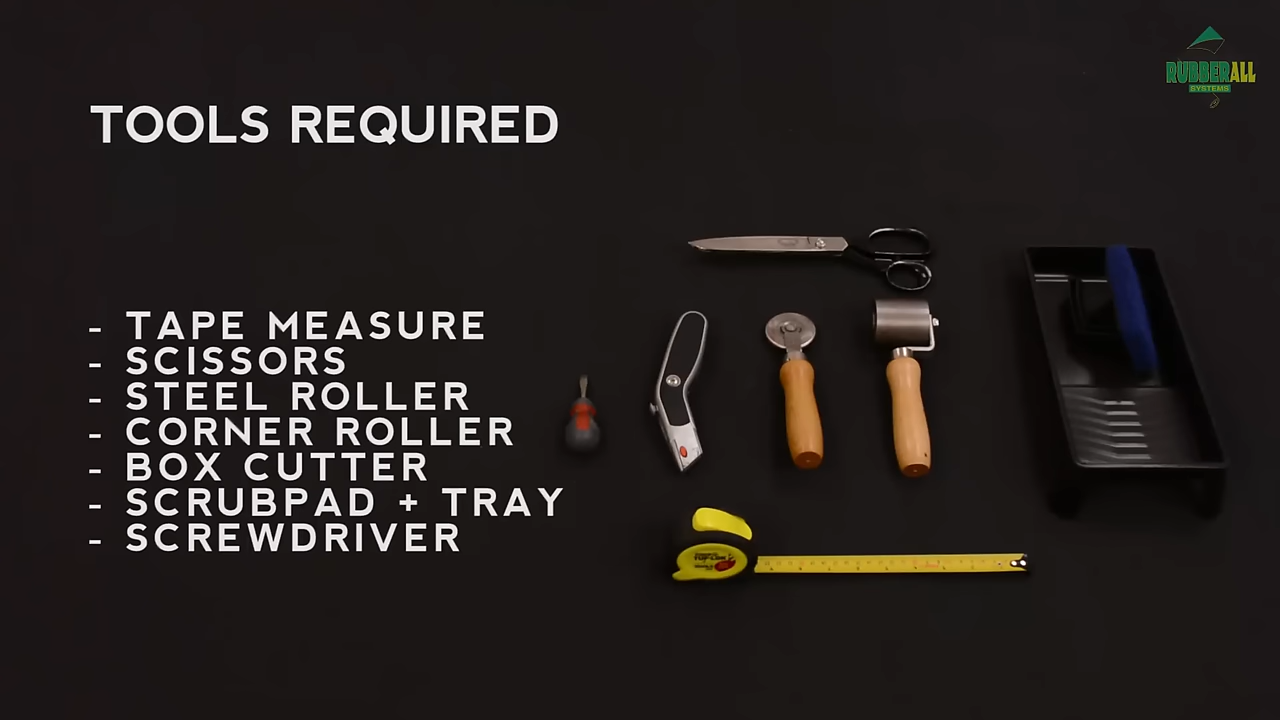 RUBBERALL
SYSTEMS
TOOLS REQUIRED
- TAPE MEASURE
- SCISSORS
- STEEL ROLLER
- CORNER ROLLER
- BOX CUTTER
- SCRUBPAD + TRAY
- SCREWDRIVER